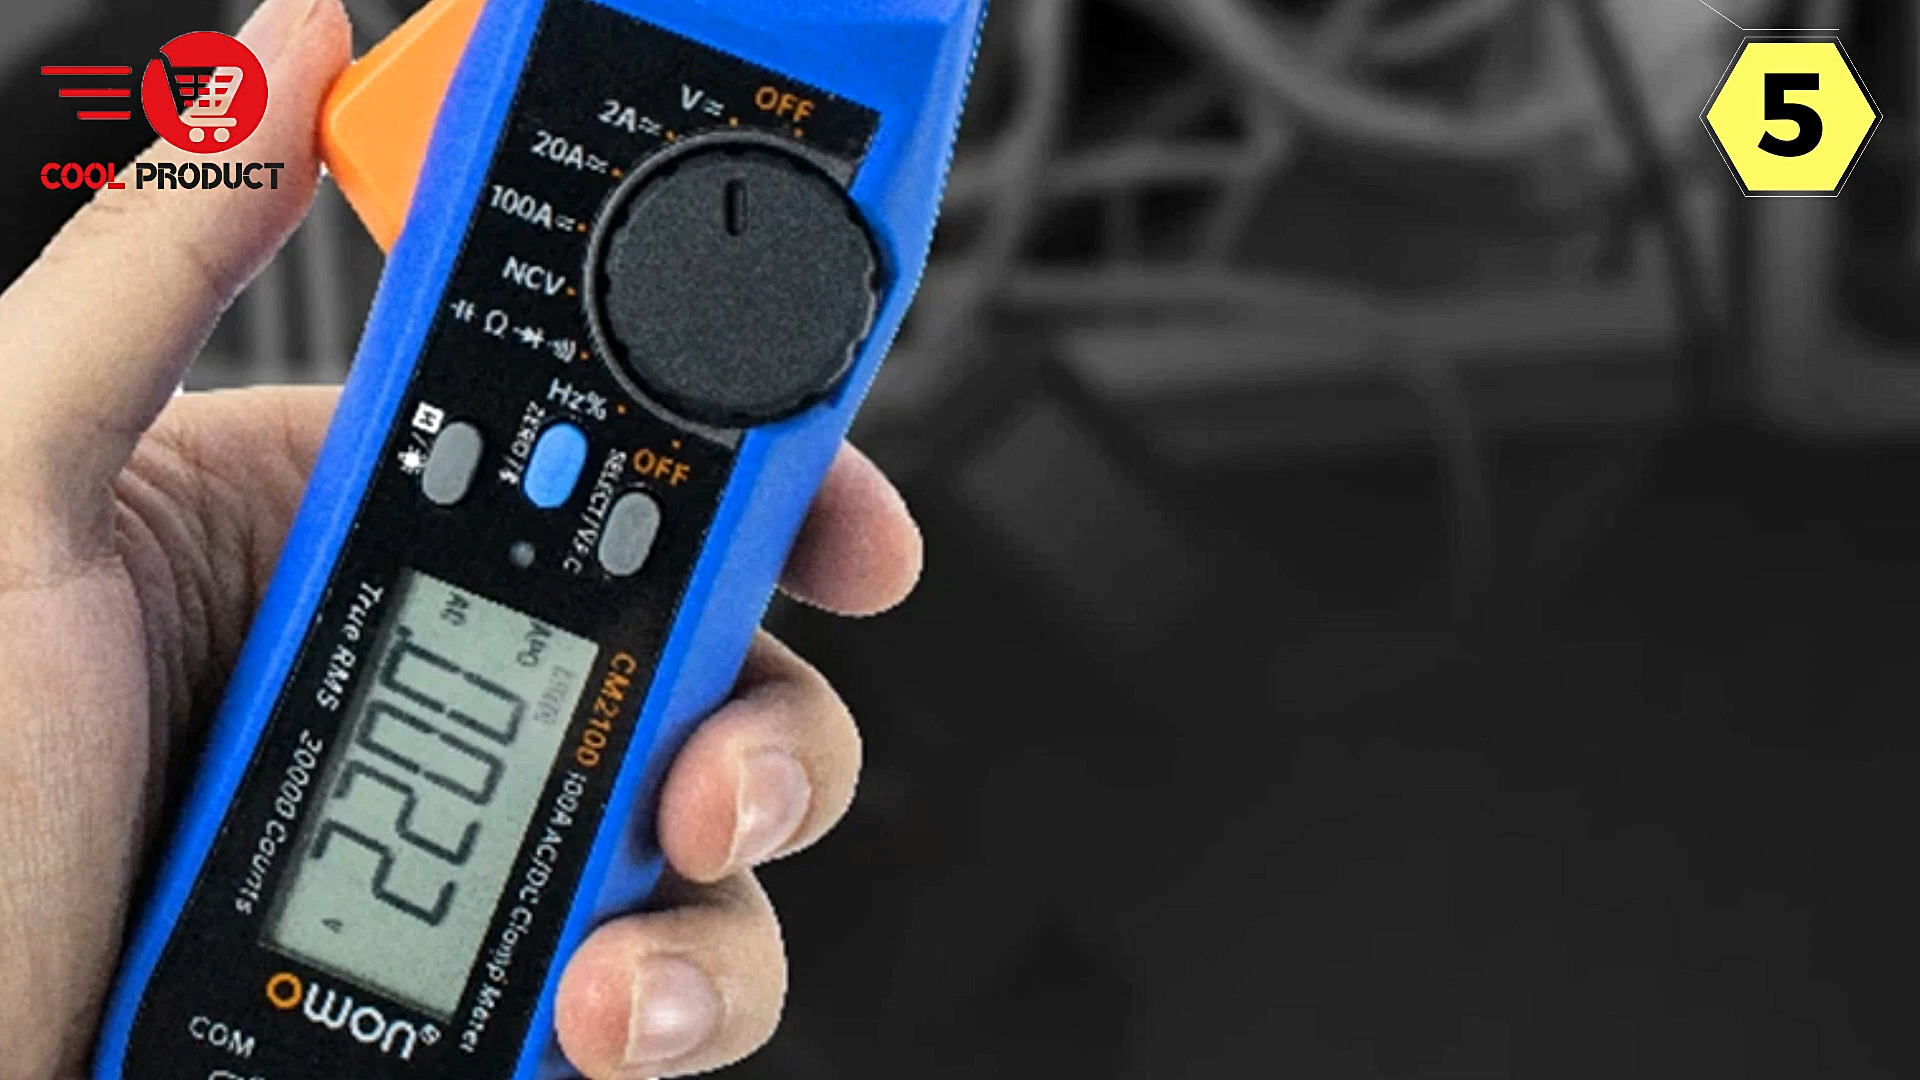 COOL PRODUCT
5
OFF
V≂
2A≂
20A≂
100A≂
NCV
Ω
Hz%
OFF
H/
ZERO/
SELECT/V.F.C
True RMS 20000 Counts
AC
APO
CM2100 100A AC/DC Clamp Meter
owon®
COM